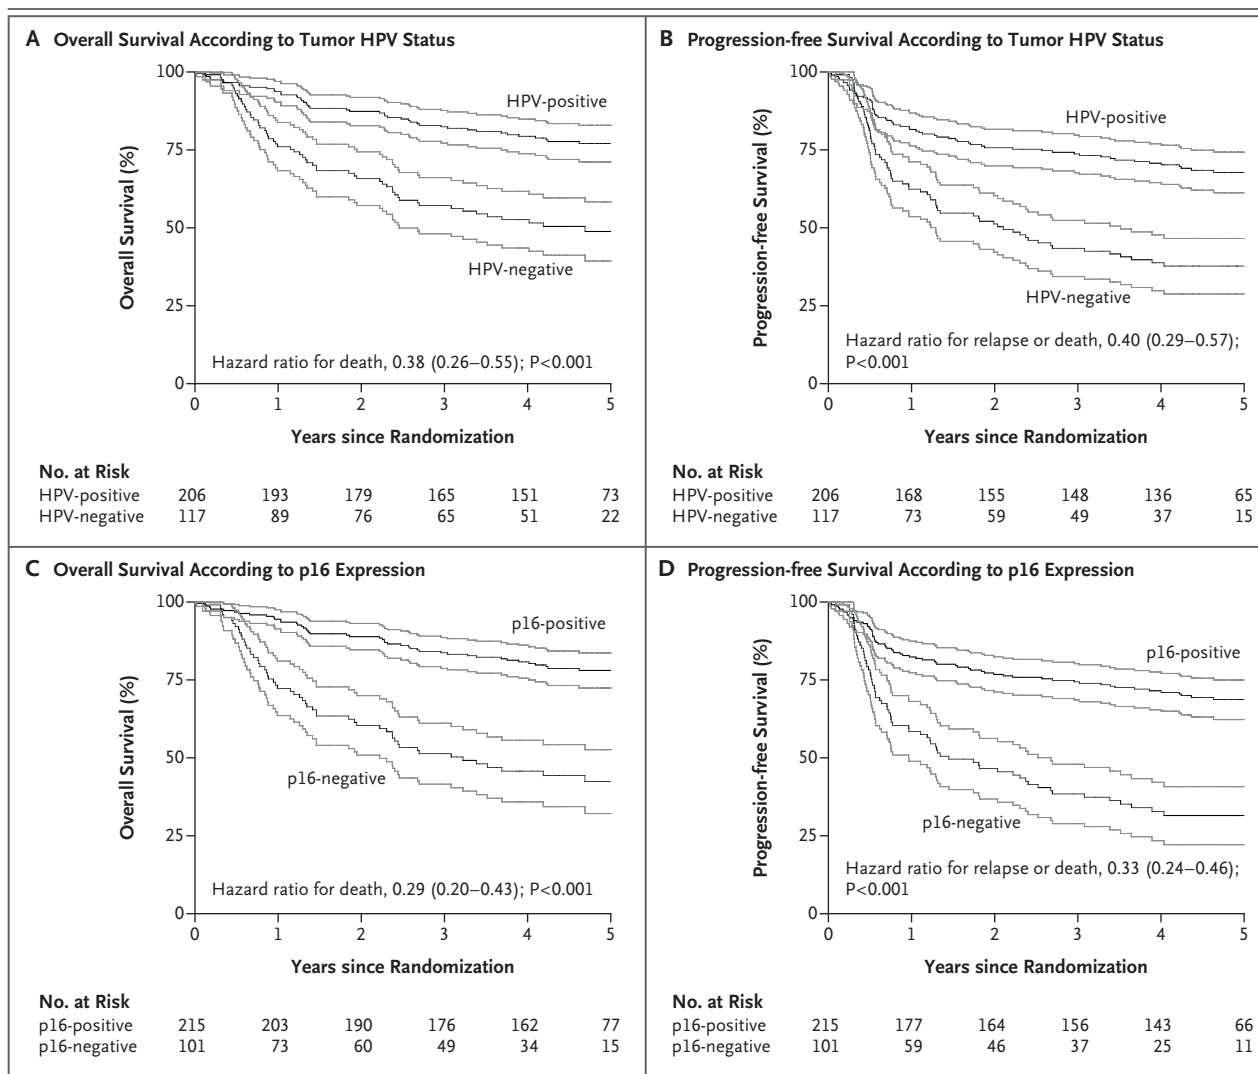 A Overall Survival According to Tumor HPV Status
100
75
50
25
0
Overall Survival (%)
HPV-positive
HPV-negative
Hazard ratio for death, 0.38 (0.26–0.55); P<0.001
0 1 2 3 4 5
Years since Randomization
No. at Risk
HPV-positive 206 193 179 165 151 73
HPV-negative 117 89 76 65 51 22
B Progression-free Survival According to Tumor HPV Status
100
75
50
25
0
Progression-free Survival (%)
HPV-positive
HPV-negative
Hazard ratio for relapse or death, 0.40 (0.29–0.57);
P<0.001
0 1 2 3 4 5
Years since Randomization
No. at Risk
HPV-positive 206 168 155 148 136 65
HPV-negative 117 73 59 49 37 15
C Overall Survival According to p16 Expression
100
75
50
25
0
Overall Survival (%)
p16-positive
p16-negative
Hazard ratio for death, 0.29 (0.20–0.43); P<0.001
0 1 2 3 4 5
Years since Randomization
No. at Risk
p16-positive 215 203 190 176 162 77
p16-negative 101 73 60 49 34 15
D Progression-free Survival According to p16 Expression
100
75
50
25
0
Progression-free Survival (%)
p16-positive
p16-negative
Hazard ratio for relapse or death, 0.33 (0.24–0.46);
P<0.001
0 1 2 3 4 5
Years since Randomization
No. at Risk
p16-positive 215 177 164 156 143 66
p16-negative 101 59 46 37 25 11